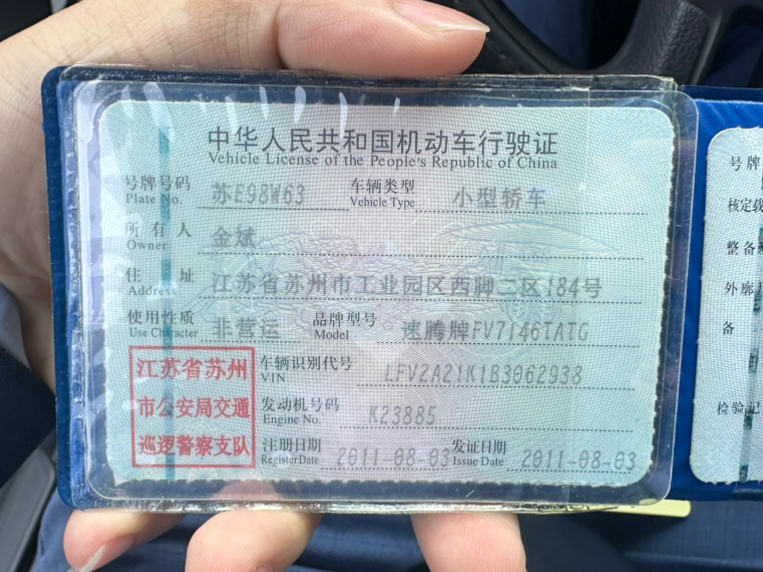 中华人民共和国机动车行驶证
Vehicle License of the People's Republic of China
号牌号码 苏E98W63 车辆类型 小型轿车
Plate No. Vehicle Type
所有人 金斌
Owner
住址 江苏省苏州市工业园区西脚二区184号
Address
使用性质 非营运 品牌型号 速腾牌FV7146TATG
Use Character Model
江苏省苏州
市公安局交通
巡逻警察支队
车辆识别代号 LFV2A21K1B3062938
VIN
发动机号码 K23885
Engine No.
注册日期 2011-08-03 发证日期 2011-08-03
Register Date Issue Date
号牌
核定载
整备
外廓
备
检验记